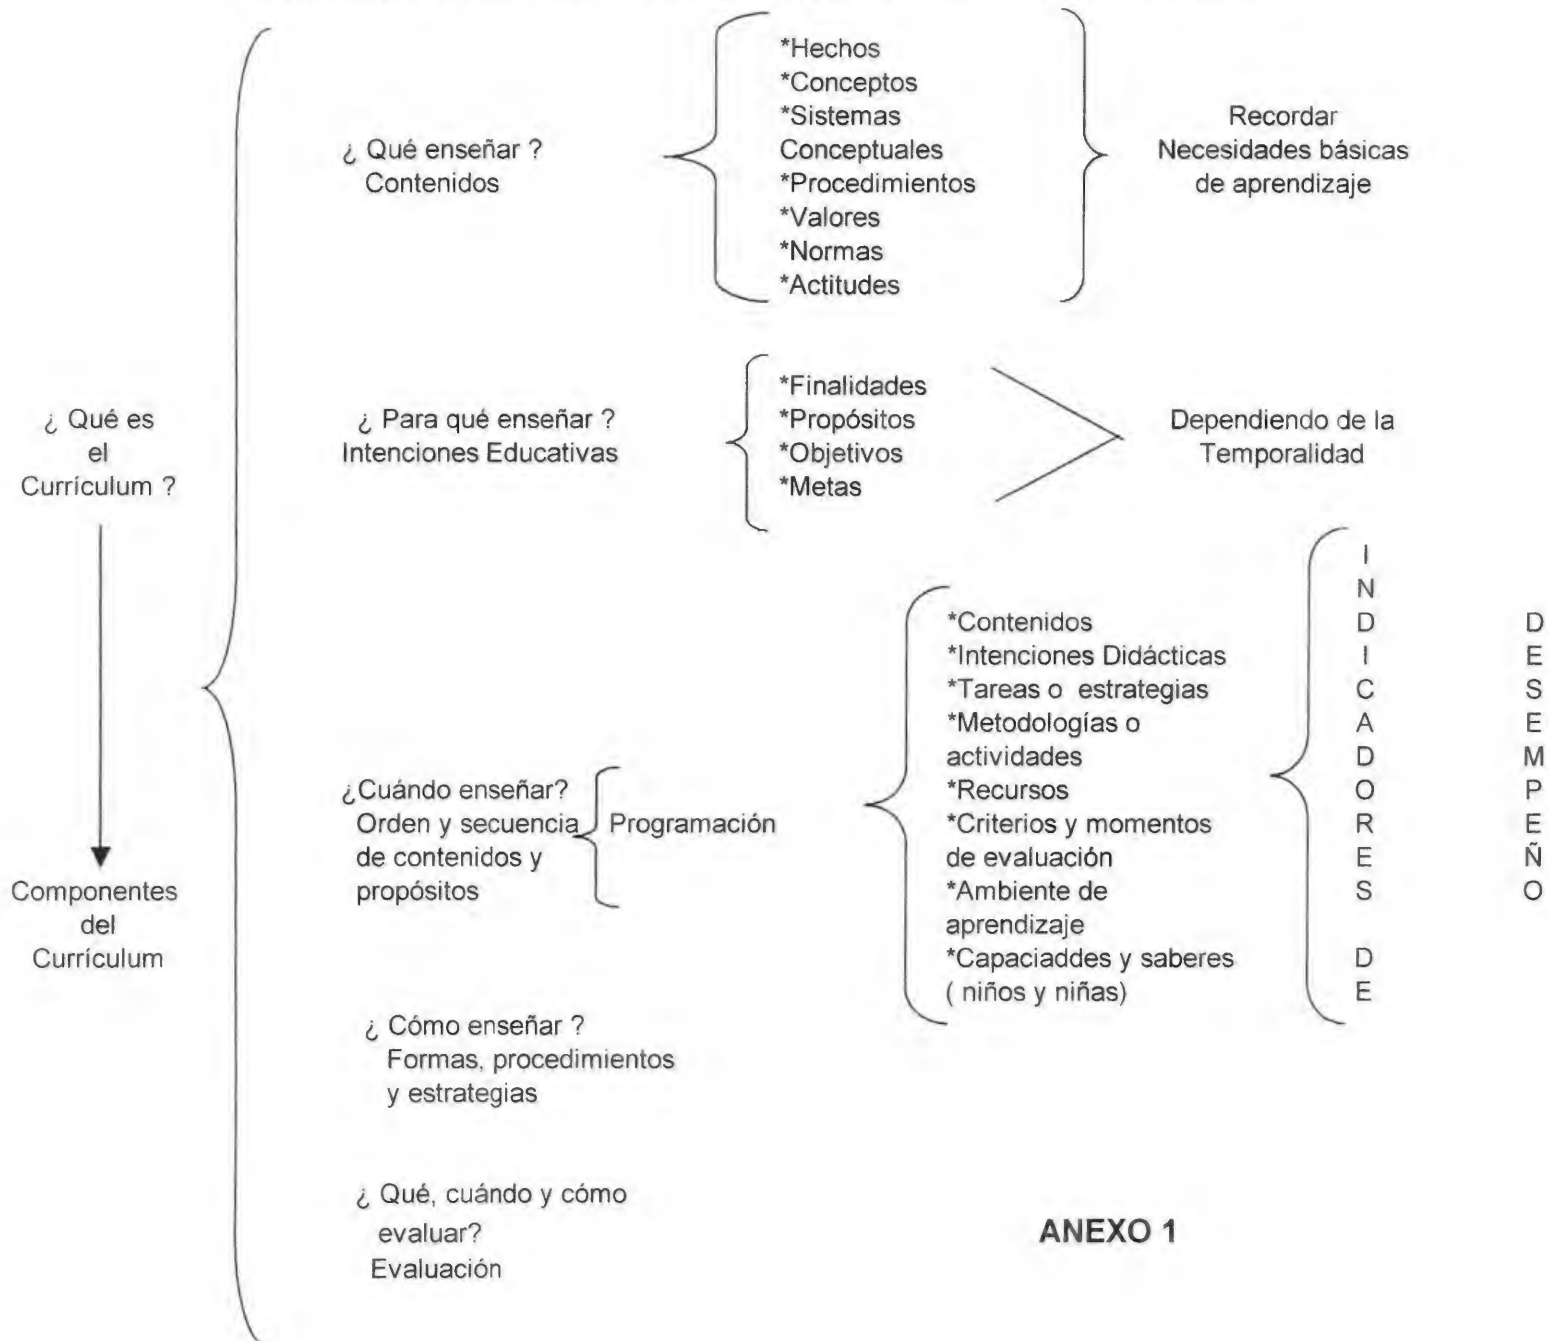 ¿ Qué es
el
Currículum ?
Componentes
del
Currículum
¿ Qué enseñar ?
Contenidos
*Hechos
*Conceptos
*Sistemas
Conceptuales
*Procedimientos
*Valores
*Normas
*Actitudes
Recordar
Necesidades básicas
de aprendizaje
¿ Para qué enseñar ?
Intenciones Educativas
*Finalidades
*Propósitos
*Objetivos
*Metas
Dependiendo de la
Temporalidad
¿Cuándo enseñar?
Orden y secuencia
de contenidos y
propósitos
Programación
*Contenidos
*Intenciones Didácticas
*Tareas o estrategias
*Metodologías o
actividades
*Recursos
*Criterios y momentos
de evaluación
*Ambiente de
aprendizaje
*Capaciaddes y saberes
( niños y niñas)
I
N
D
I
C
A
D
O
R
E
S
D
E
D
E
S
E
M
P
E
Ñ
O
¿ Cómo enseñar ?
Formas, procedimientos
y estrategias
¿ Qué, cuándo y cómo
evaluar?
Evaluación
ANEXO 1